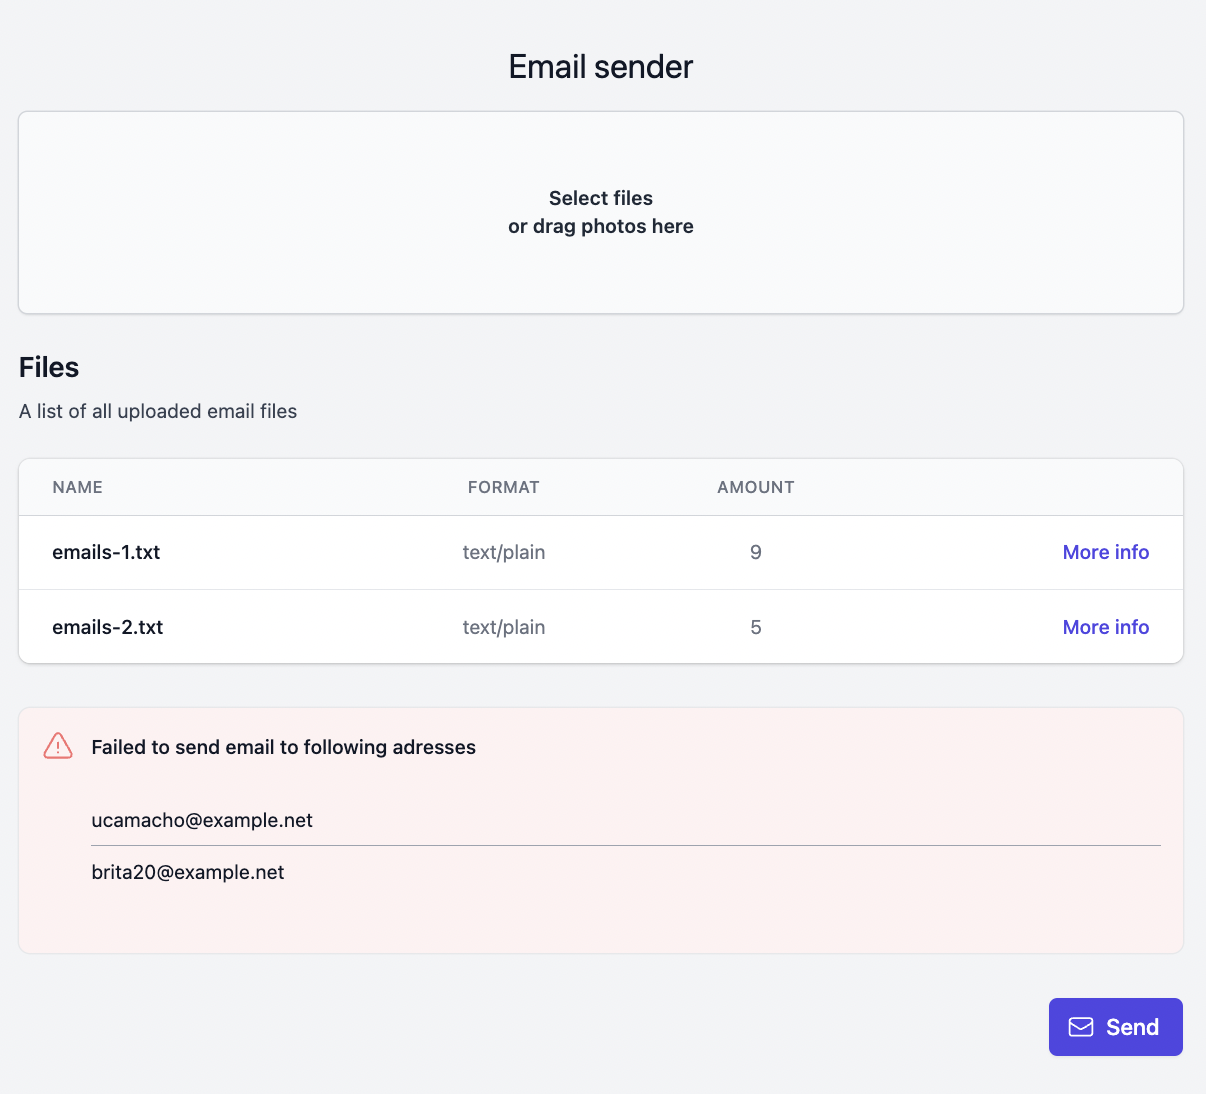 Email sender
Select files
or drag photos here
Files
A list of all uploaded email files
NAME FORMAT AMOUNT
emails-1.txt text/plain 9 More info
emails-2.txt text/plain 5 More info
Failed to send email to following adresses
ucamacho@example.net
brita20@example.net
Send